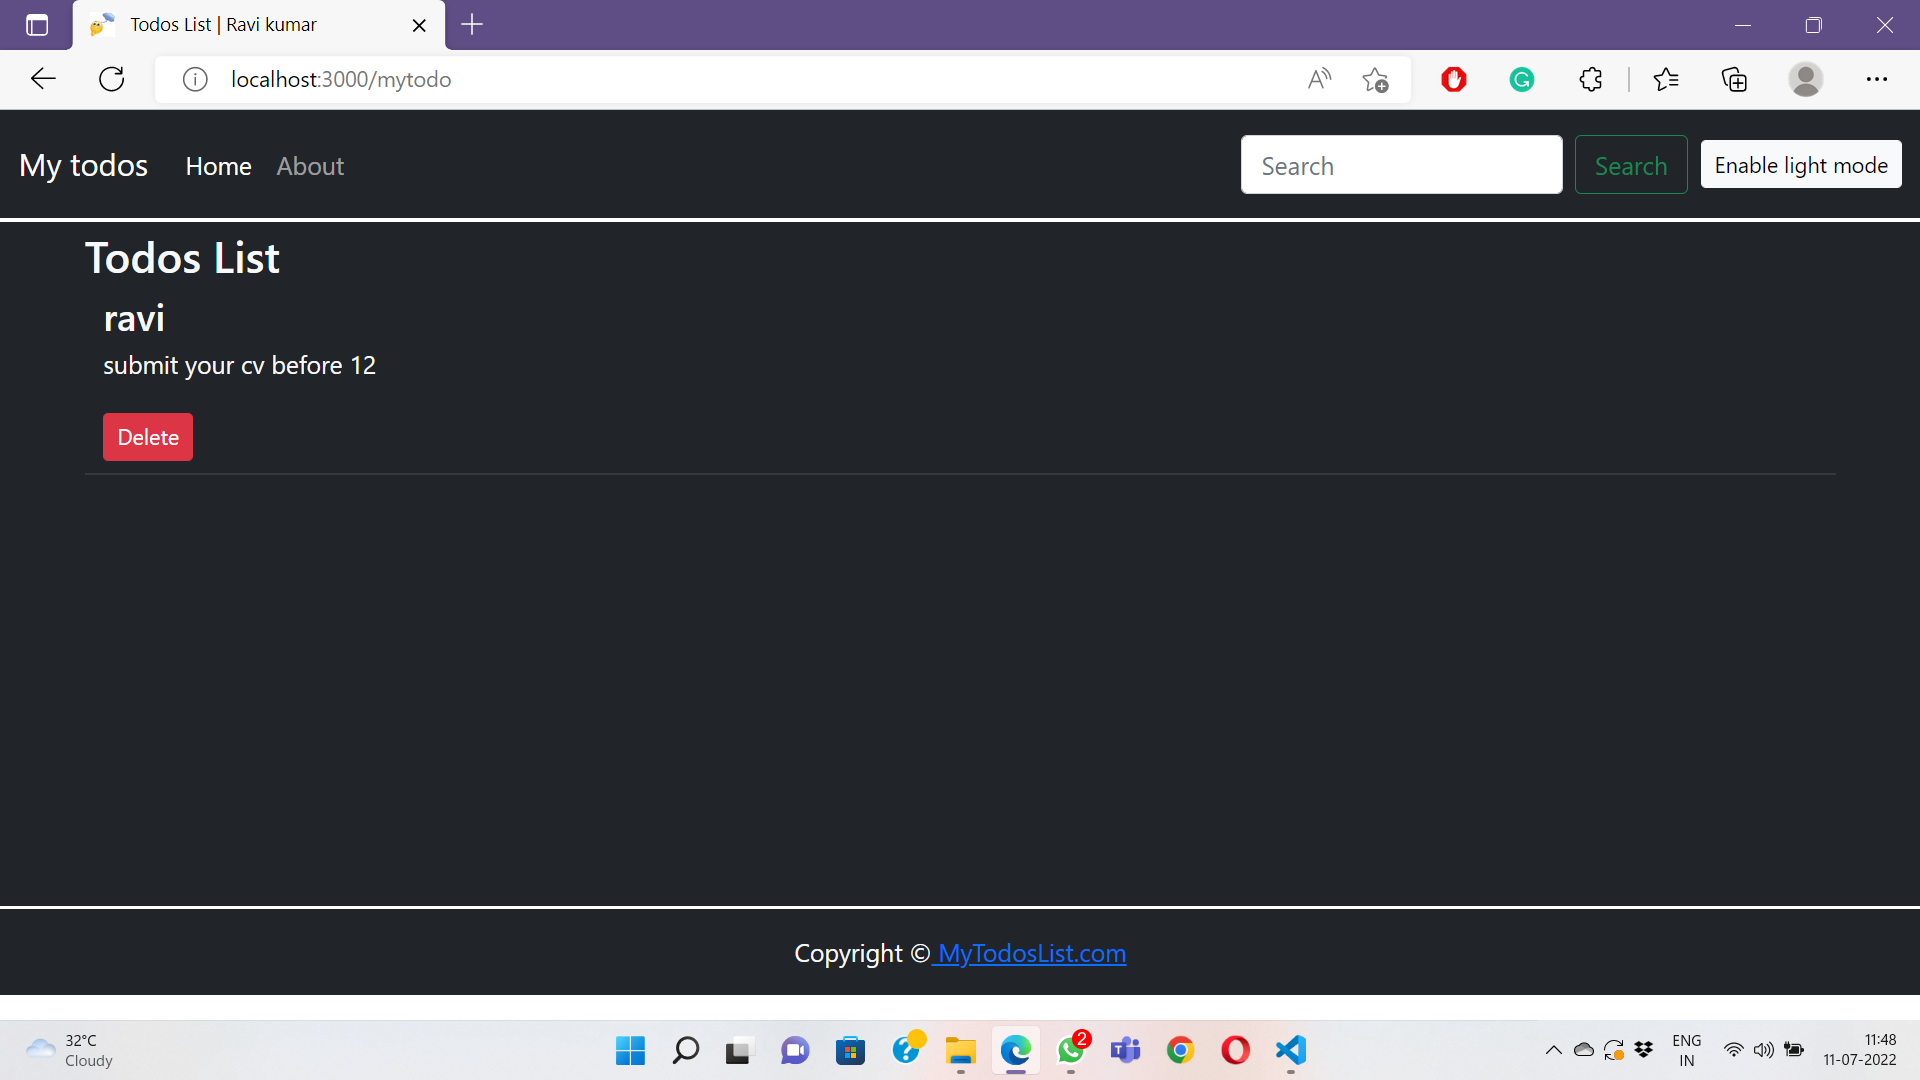 Todos List | Ravi kumar
localhost:3000/mytodo
My todos Home About Search Search Enable light mode
Todos List
ravi
submit your cv before 12
Delete
Copyright © MyTodosList.com
32°C
Cloudy
2
ENG
IN
11:48
11-07-2022